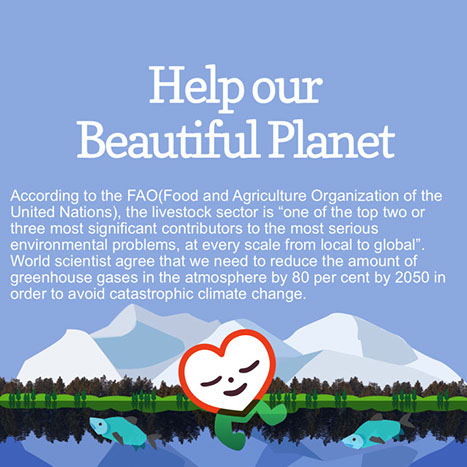 Help our
Beautiful Planet
According to the FAO(Food and Agriculture Organization of the
United Nations), the livestock sector is “one of the top two or
three most significant contributors to the most serious
environmental problems, at every scale from local to global”.
World scientist agree that we need to reduce the amount of
greenhouse gases in the atmosphere by 80 per cent by 2050 in
order to avoid catastrophic climate change.